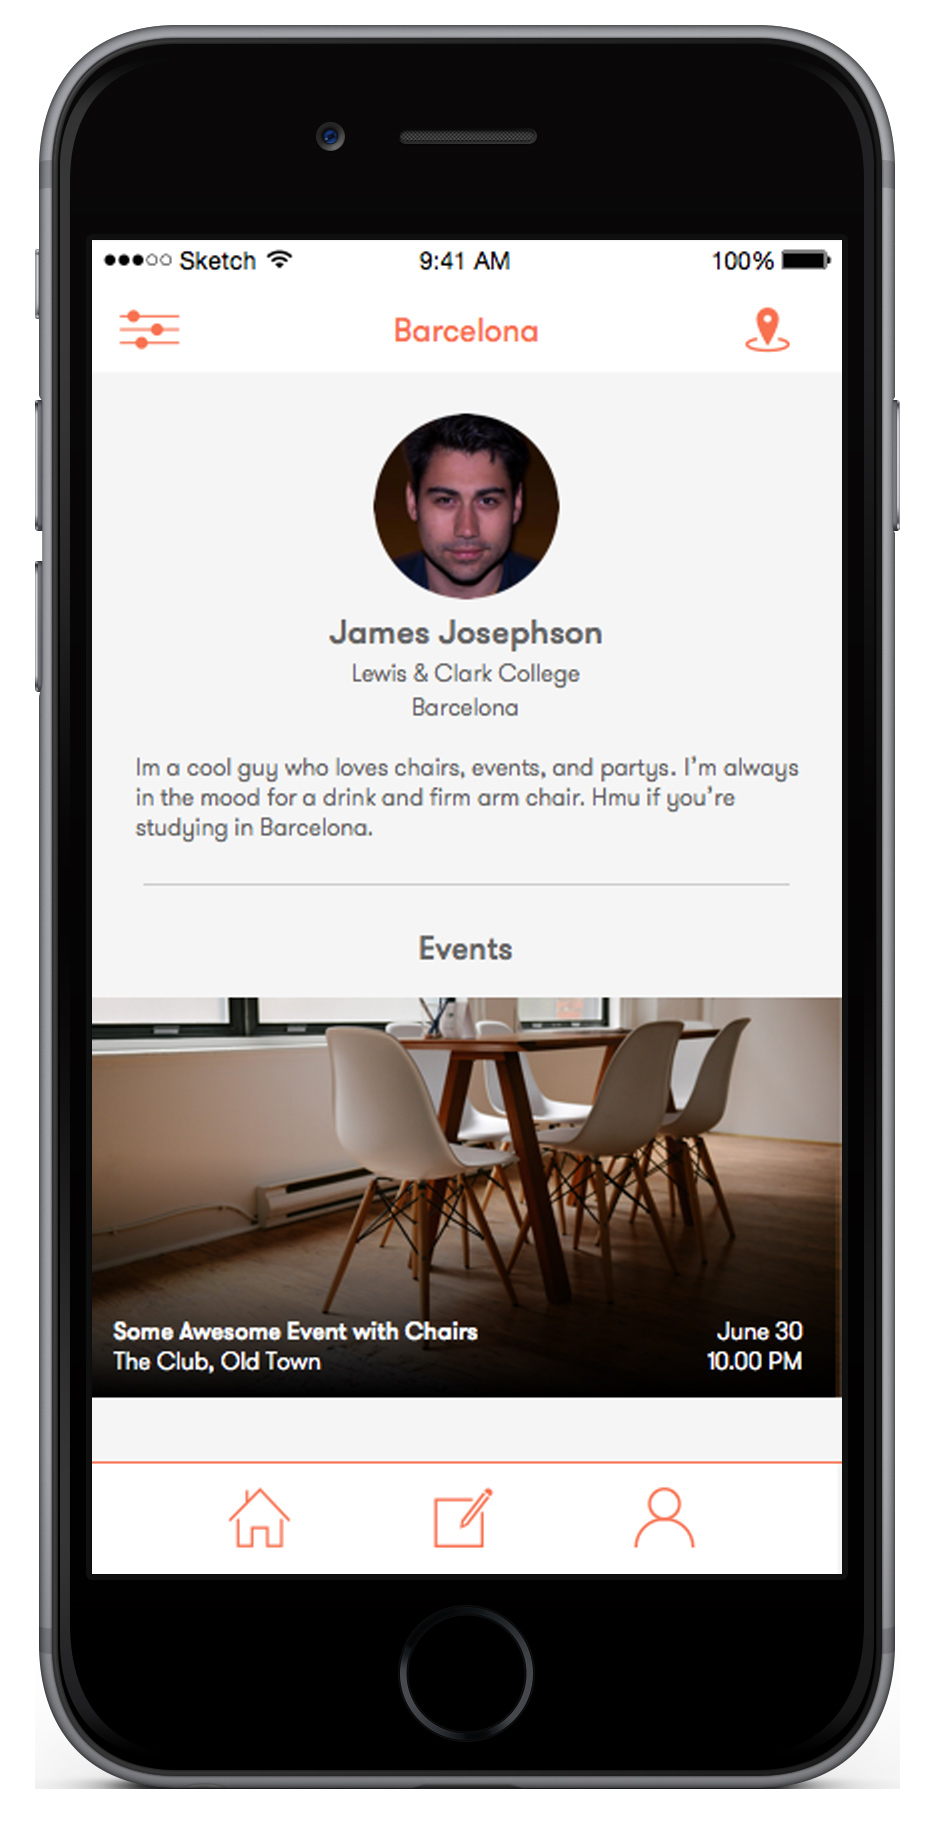 Sketch 9:41 AM 100%
Barcelona
James Josephson
Lewis & Clark College
Barcelona
Im a cool guy who loves chairs, events, and partys. I'm always
in the mood for a drink and firm arm chair. Hmu if you're
studying in Barcelona.
Events
Some Awesome Event with Chairs June 30
The Club, Old Town 10.00 PM